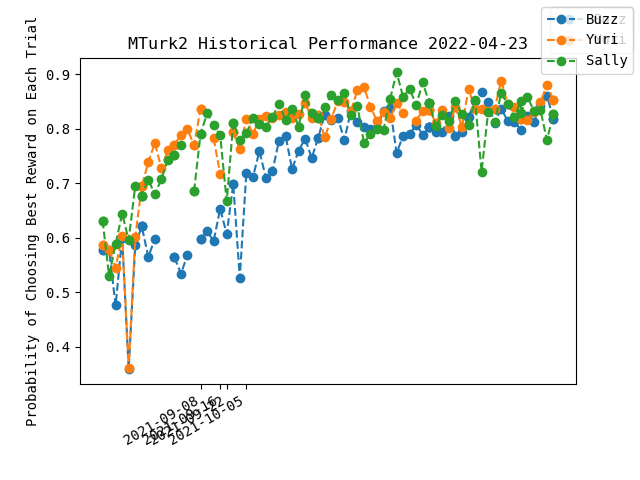 MTurk2 Historical Performance 2022-04-23
Buzz
Yuri
Sally
Probability of Choosing Best Reward on Each Trial
0.9
0.8
0.7
0.6
0.5
0.4
2021-09-08
2021-10-05